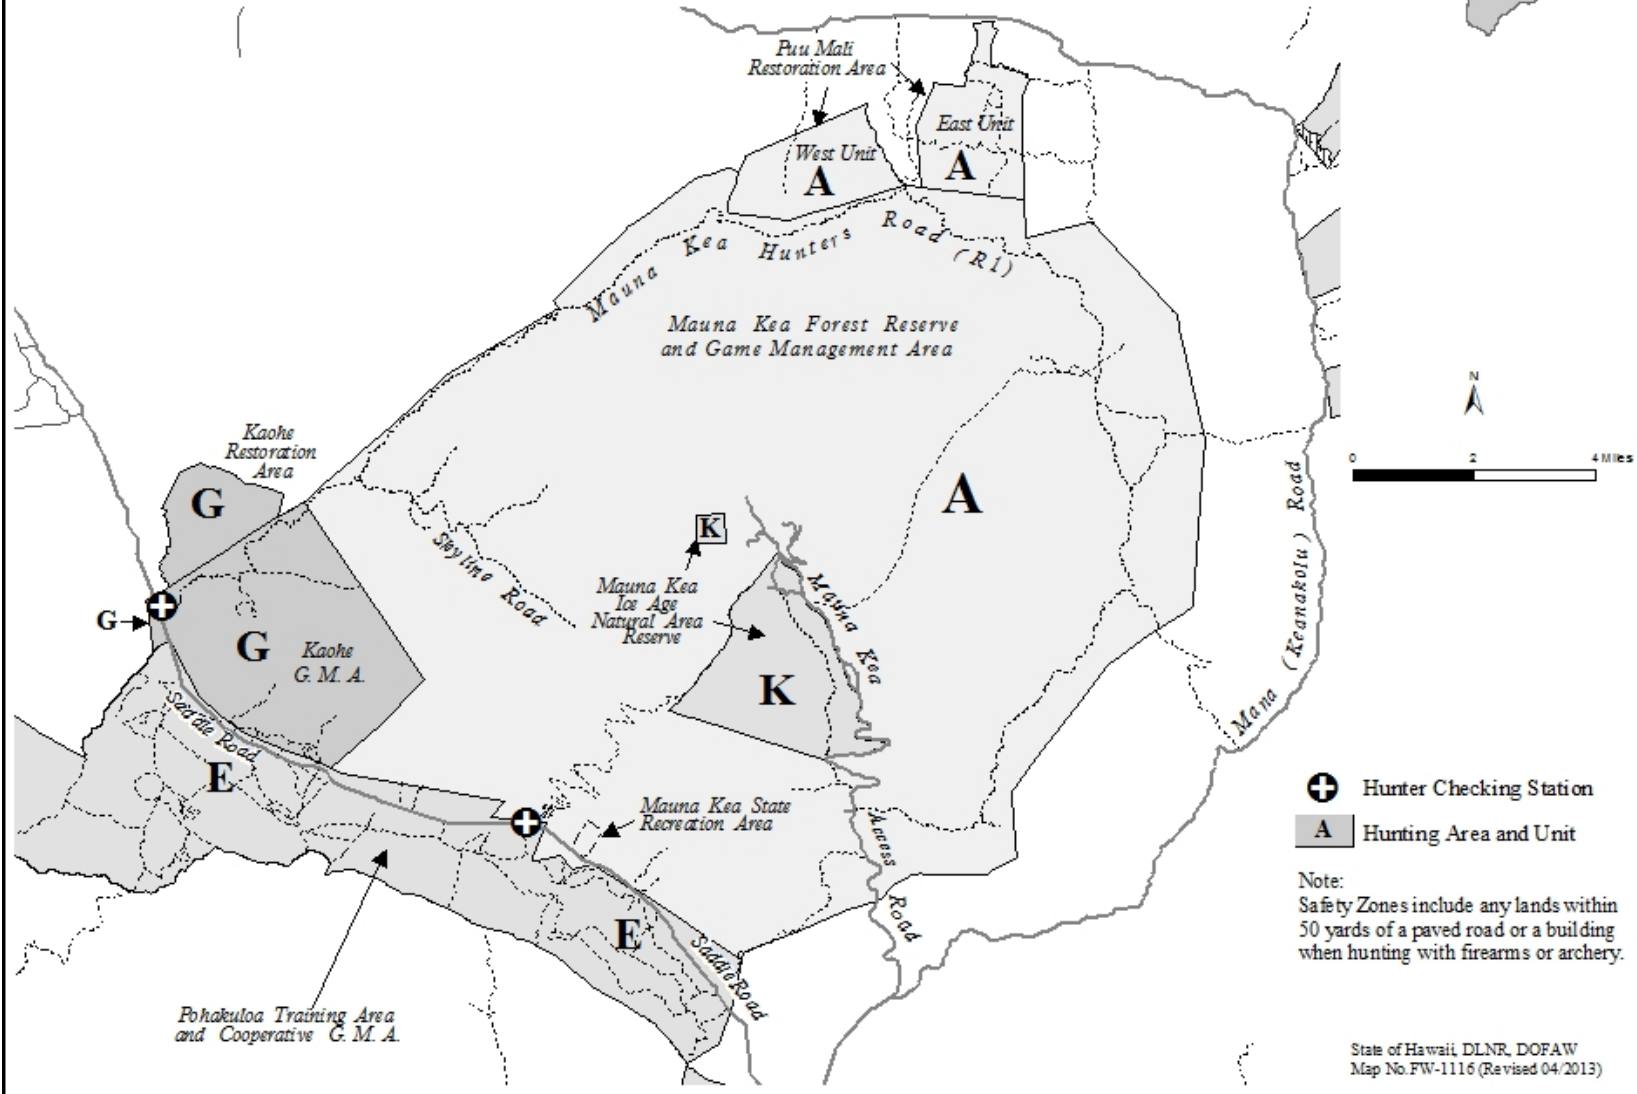 Puu Mali
Restoration Area
East Unit
A
West Unit
A
Mauna Kea Hunters Road (R1)
Mauna Kea Forest Reserve
and Game Management Area
N
0 2 4 Miles
Kaohe
Restoration
Area
G
A
Skyline Road
K
Mauna Kea
Ice Age
Natural Area
Reserve
G
G
Kaohe
G. M. A.
K
Mauna Kea Access Road
Mana (Keanakolu) Road
Saddle Road
E
Mauna Kea State
Recreation Area
E
Saddle Road
Pohakuloa Training Area
and Cooperative G. M. A.
Hunter Checking Station
A Hunting Area and Unit
Note:
Safety Zones include any lands within
50 yards of a paved road or a building
when hunting with firearms or archery.
State of Hawaii, DLNR, DOFAW
Map No.FW-1116 (Revised 04/2013)